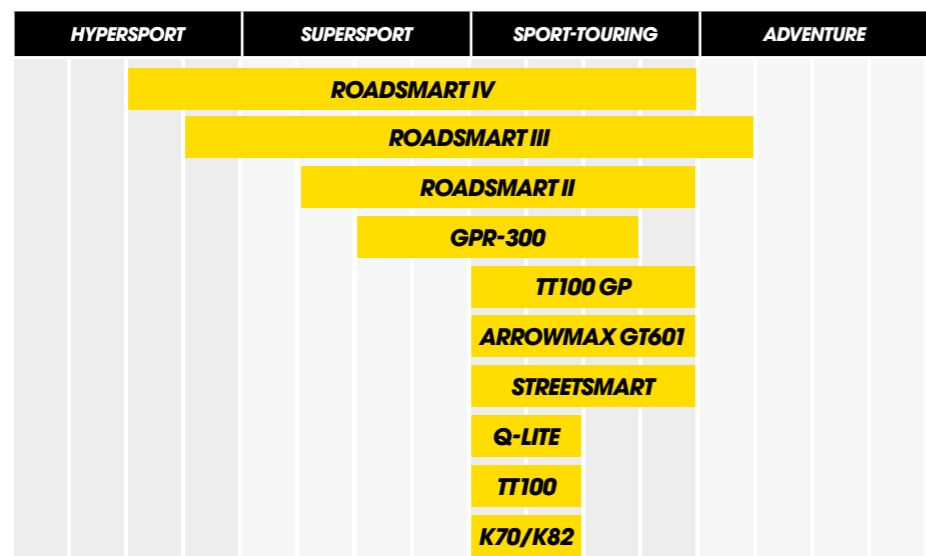 HYPERSPORT SUPERSPORT SPORT-TOURING ADVENTURE
ROADSMART IV
ROADSMART III
ROADSMART II
GPR-300
TT100 GP
ARROWMAX GT601
STREETSMART
Q-LITE
TT100
K70/K82